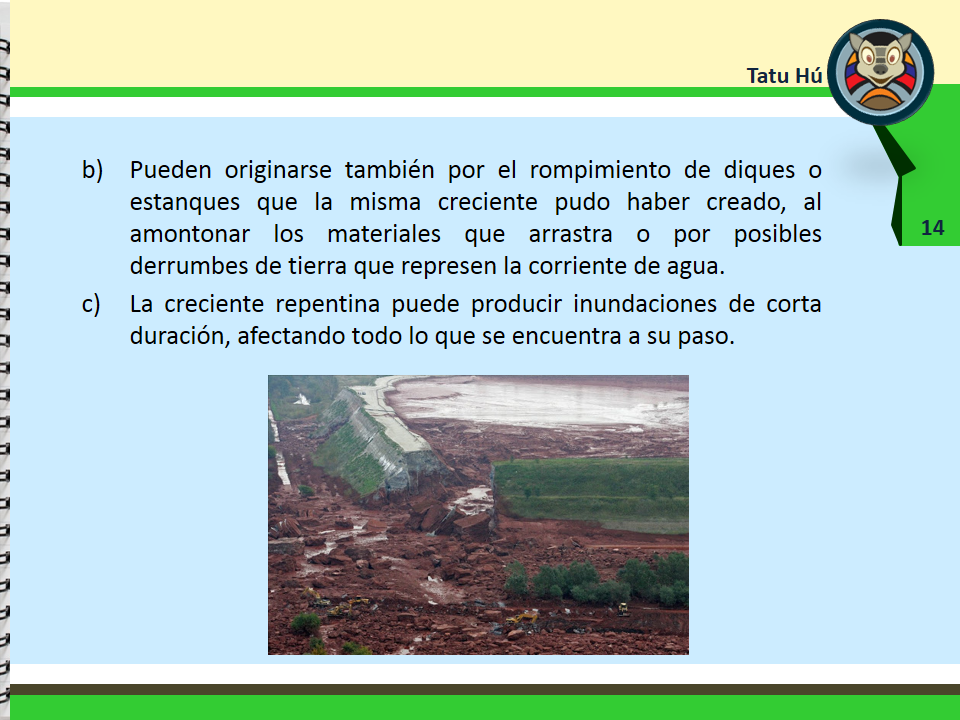 Tatu Hú
14
b) Pueden originarse también por el rompimiento de diques o
estanques que la misma creciente pudo haber creado, al
amontonar los materiales que arrastra o por posibles
derrumbes de tierra que represen la corriente de agua.
c) La creciente repentina puede producir inundaciones de corta
duración, afectando todo lo que se encuentra a su paso.